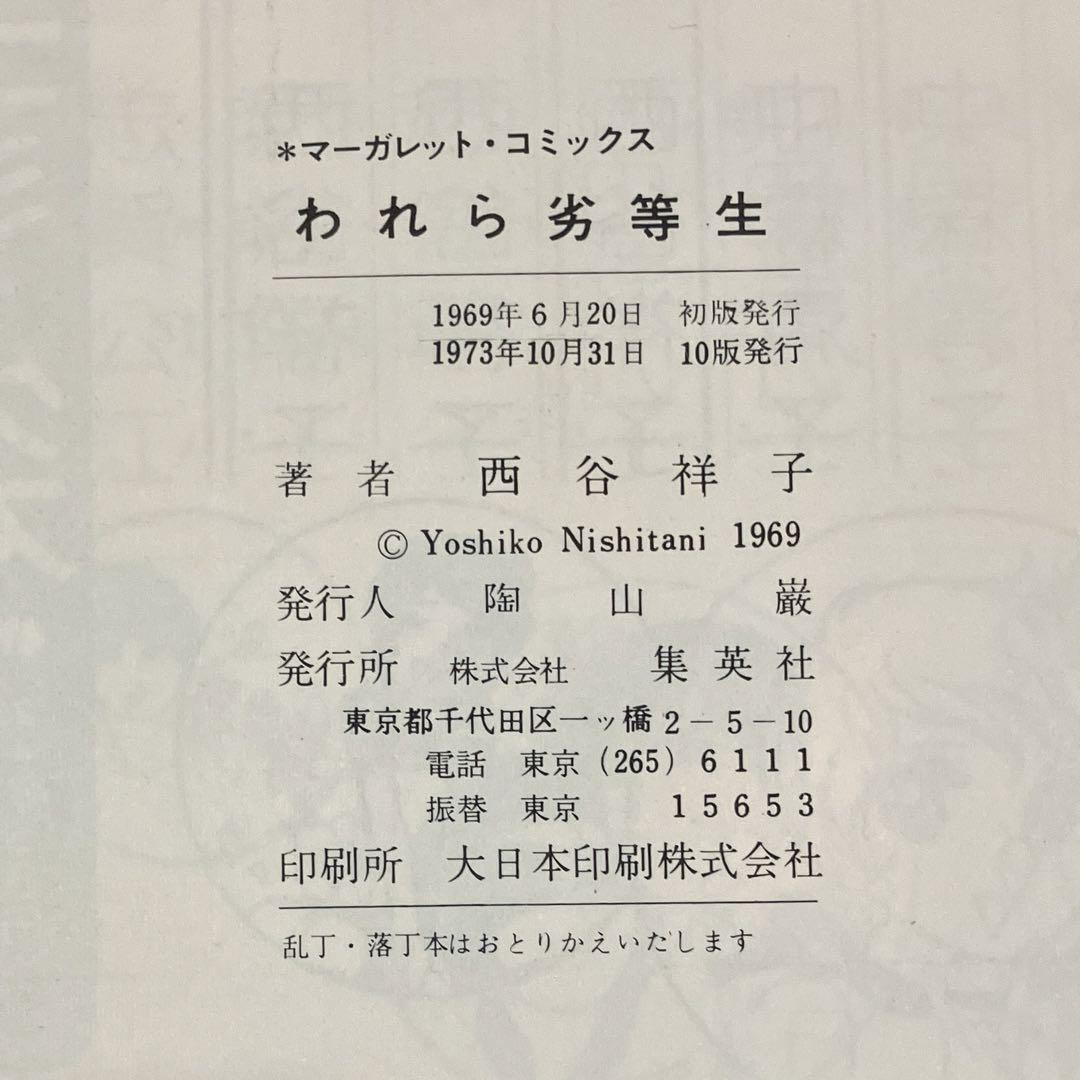 *マーガレット・コミックス
われら劣等生
1969年6月20日 初版発行
1973年10月31日 10版発行
著者 西谷祥子
© Yoshiko Nishitani 1969
発行人 陶山巌
発行所 株式会社 集英社
東京都千代田区一ッ橋2-5-10
電話 東京(265)6111
振替 東京 15653
印刷所 大日本印刷株式会社
乱丁・落丁本はおとりかえいたします